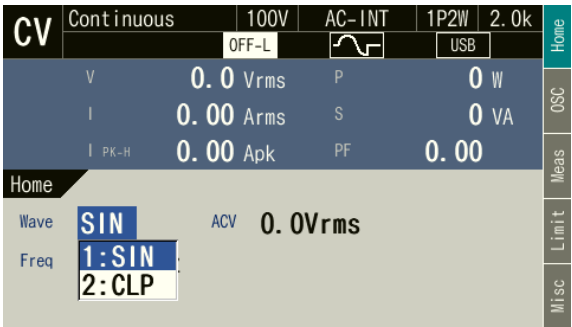 CV Continuous 100V AC-INT 1P2W 2.0k
OFF-L USB
V 0.0 Vrms P 0 W
I 0.00 Arms S 0 VA
I PK-H 0.00 Apk PF 0.00
Home
Wave SIN ACV 0.0Vrms
Freq
1:SIN
2:CLP
Home
OSC
Meas
Limit
Misc